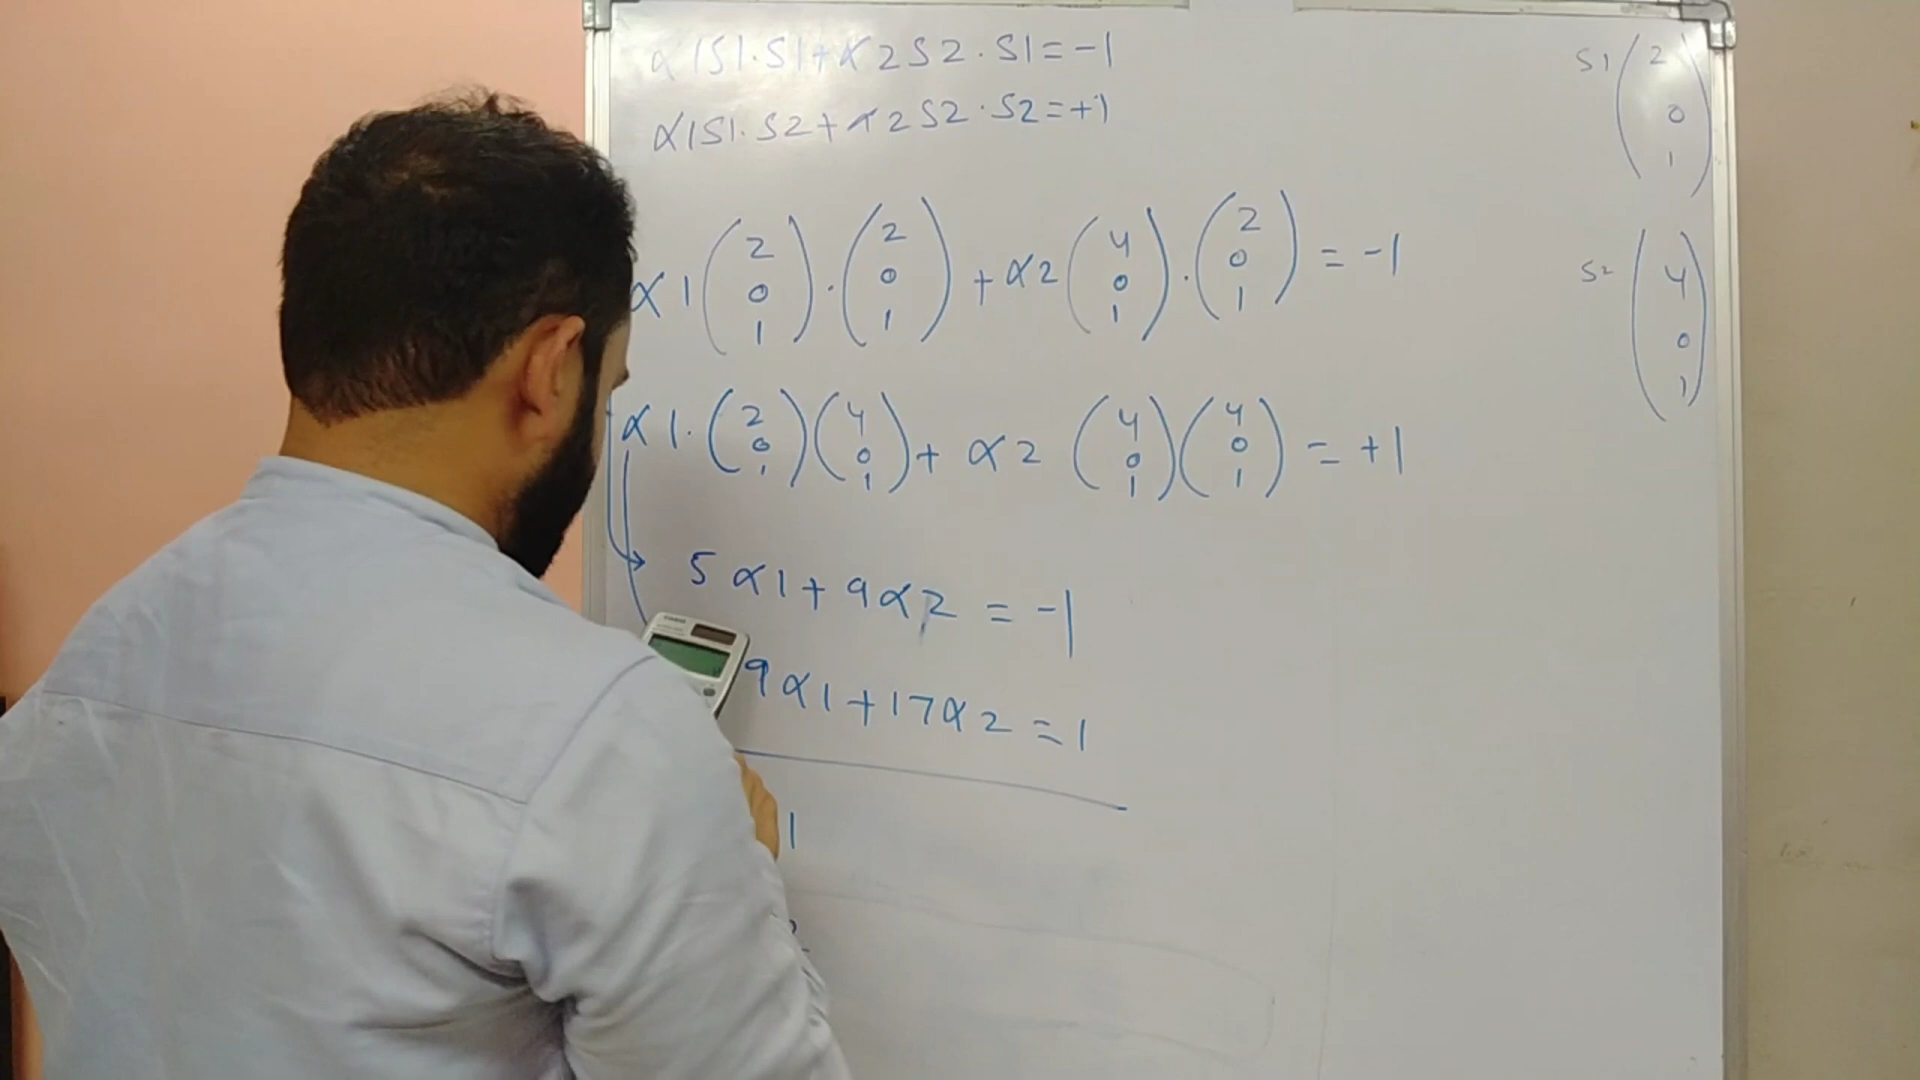 α1S1·S1+α2S2·S1=-1
α1S1·S2+α2S2·S2=+1
S1 (2 0 1)
α1 (2 0 1)·(2 0 1) + α2 (4 0 1)·(2 0 1) = -1
S2 (4 0 1)
α1·(2 0 1)(4 0 1) + α2 (4 0 1)(4 0 1) = +1
5α1+9α2 = -1
9α1+17α2 = 1
1